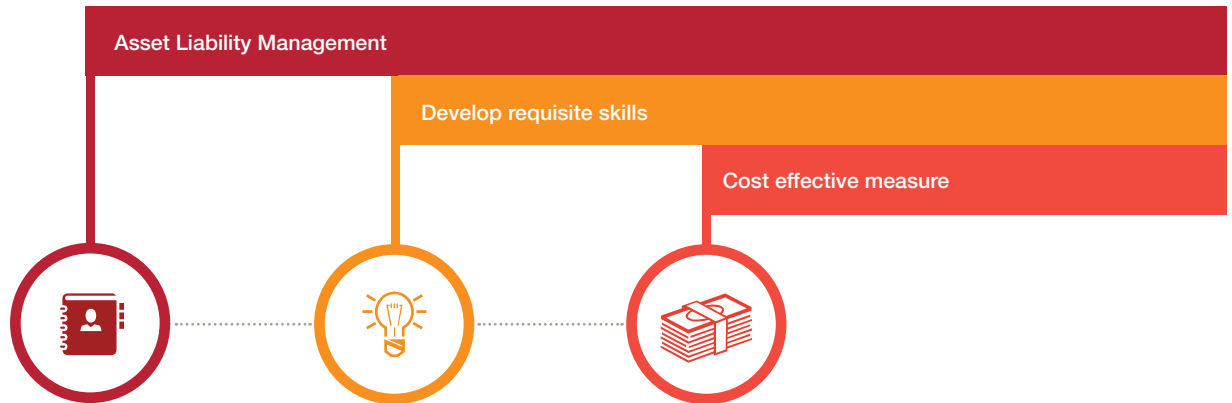 Asset Liability Management
Develop requisite skills
Cost effective measure